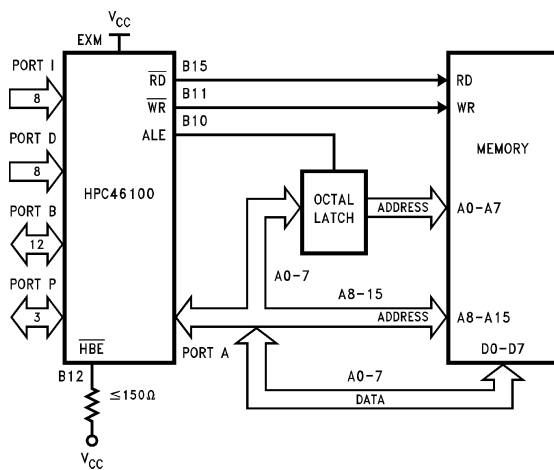 VCC
EXM
PORT I
8
PORT D
8
PORT B
12
PORT P
3
HPC46100
RD
WR
ALE
HBE
B15
B11
B10
B12
≤150Ω
VCC
PORT A
OCTAL
LATCH
A0-7
ADDRESS
A8-15
ADDRESS
A0-7
DATA
RD
WR
MEMORY
A0-A7
A8-A15
D0-D7